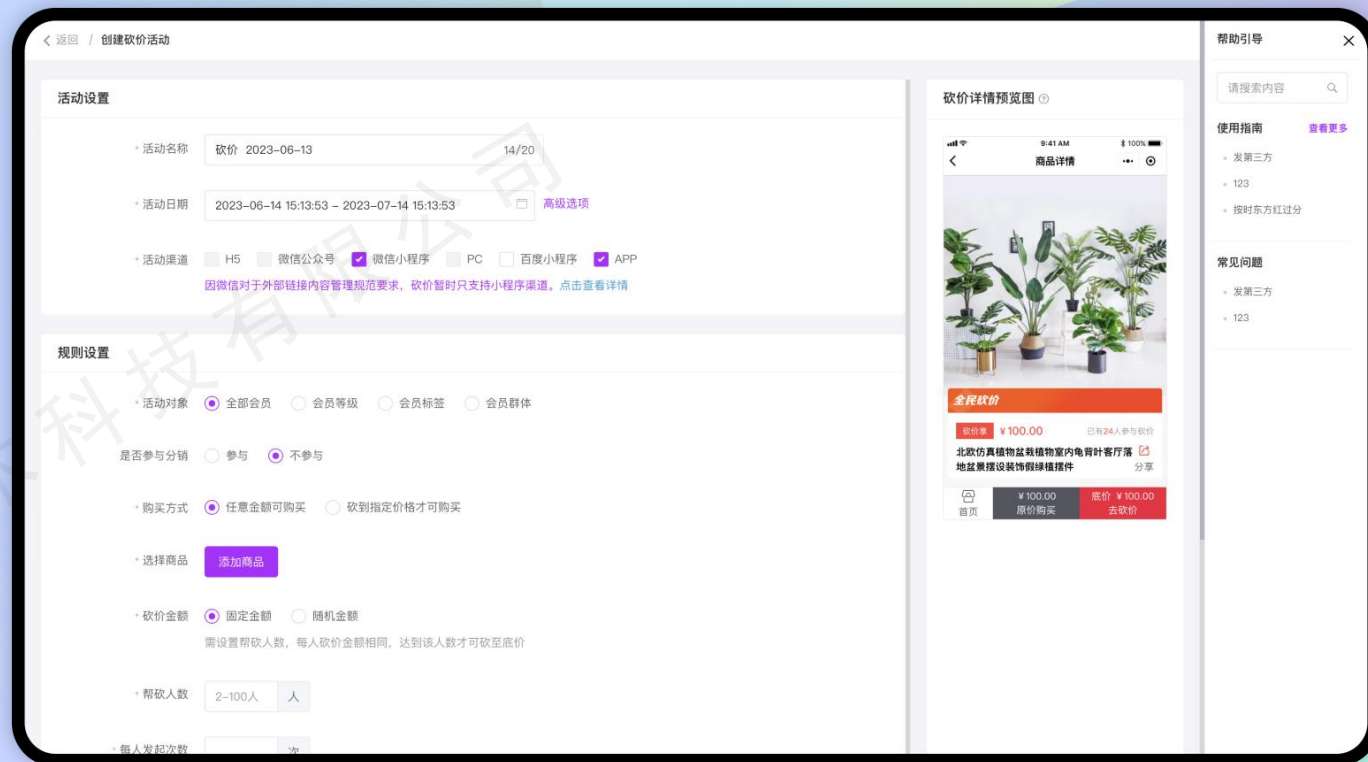 返回 / 创建砍价活动
活动设置
* 活动名称 砍价 2023-06-13 14/20
* 活动日期 2023-06-14 15:13:53 - 2023-07-14 15:13:53 高级选项
* 活动渠道 H5 微信公众号 微信小程序 PC 百度小程序 APP
因微信对于外部链接内容管理规范要求，砍价暂时只支持小程序渠道。点击查看详情
规则设置
* 活动对象 全部会员 会员等级 会员标签 会员群体
是否参与分销 参与 不参与
* 购买方式 任意金额可购买 砍到指定价格才可购买
* 选择商品 添加商品
* 砍价金额 固定金额 随机金额
需设置帮砍人数，每人砍价金额相同，达到该人数才可砍至底价
* 帮砍人数 2-100人 人
* 每人发起次数 次
砍价详情预览图
9:41 AM 100%
商品详情
全民砍价
砍价享 ¥100.00 已有24人参与砍价
北欧仿真植物盆栽植物室内龟背叶客厅落
地盆景摆设装饰假绿植摆件 分享
首页
¥100.00
原价购买
底价 ¥100.00
去砍价
帮助引导
请搜索内容
使用指南 查看更多
发第三方
123
按时东方红过分
常见问题
发第三方
123
科技有限公司